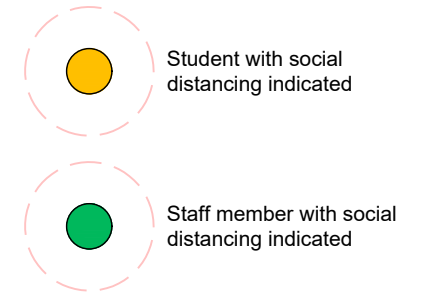 Student with social
distancing indicated
Staff member with social
distancing indicated